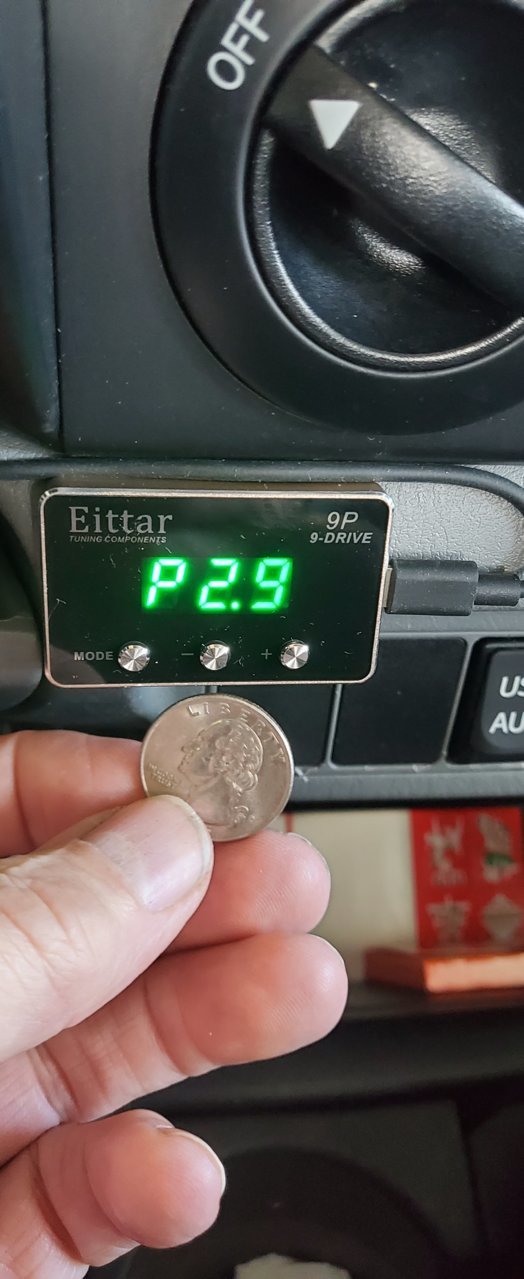 OFF
Eittar
TUNING COMPONENTS
9P
9-DRIVE
P2.9
MODE
−
+
LIBERTY